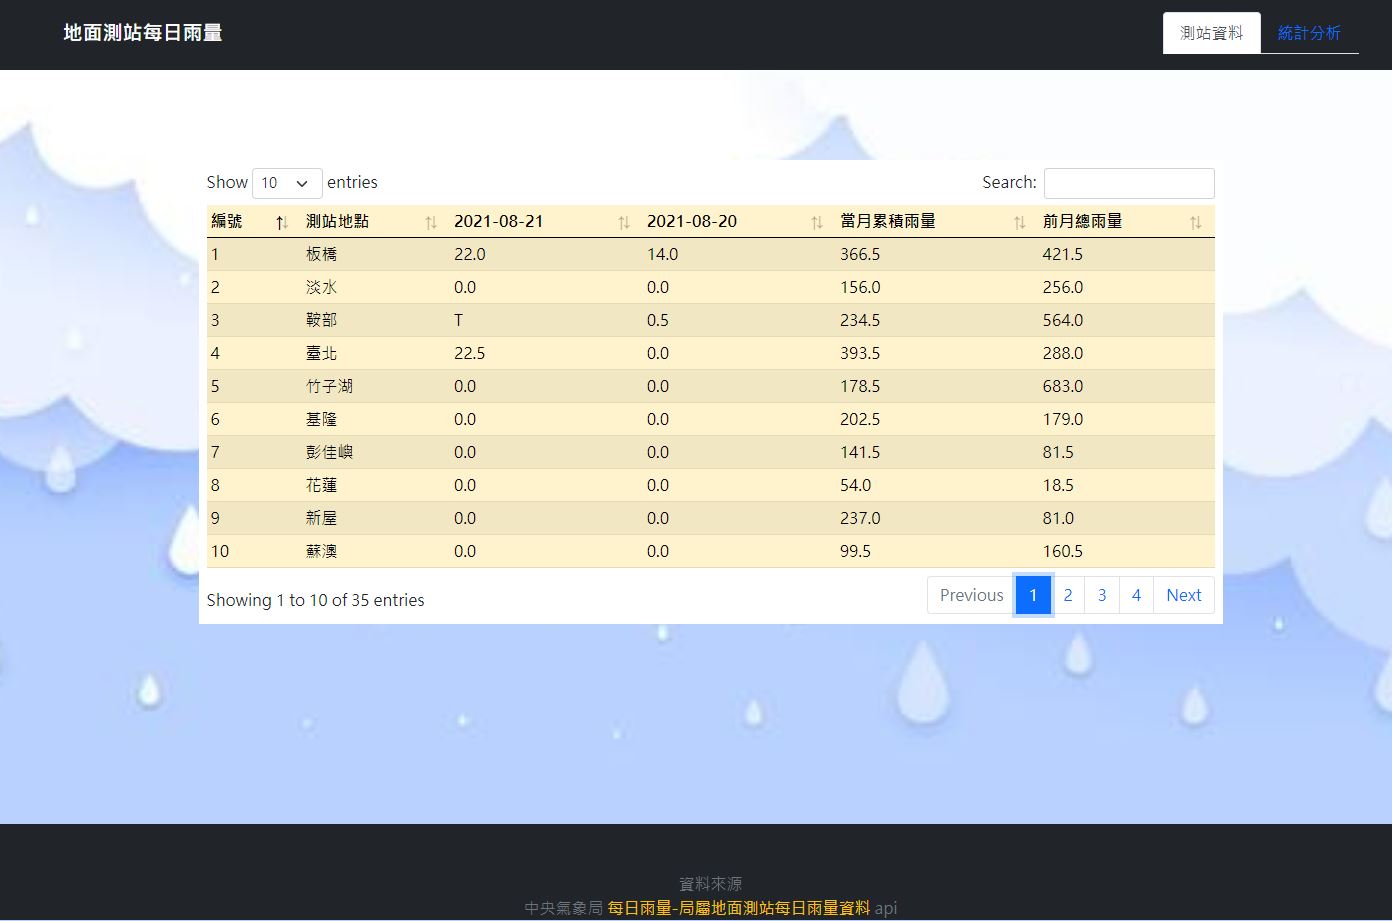 地面測站每日雨量 測站資料 統計分析
Show 10 entries Search:
編號 測站地點 2021-08-21 2021-08-20 當月累積雨量 前月總雨量
1 板橋 22.0 14.0 366.5 421.5
2 淡水 0.0 0.0 156.0 256.0
3 鞍部 T 0.5 234.5 564.0
4 臺北 22.5 0.0 393.5 288.0
5 竹子湖 0.0 0.0 178.5 683.0
6 基隆 0.0 0.0 202.5 179.0
7 彭佳嶼 0.0 0.0 141.5 81.5
8 花蓮 0.0 0.0 54.0 18.5
9 新屋 0.0 0.0 237.0 81.0
10 蘇澳 0.0 0.0 99.5 160.5
Showing 1 to 10 of 35 entries Previous 1 2 3 4 Next
資料來源
中央氣象局 每日雨量-局屬地面測站每日雨量資料 api